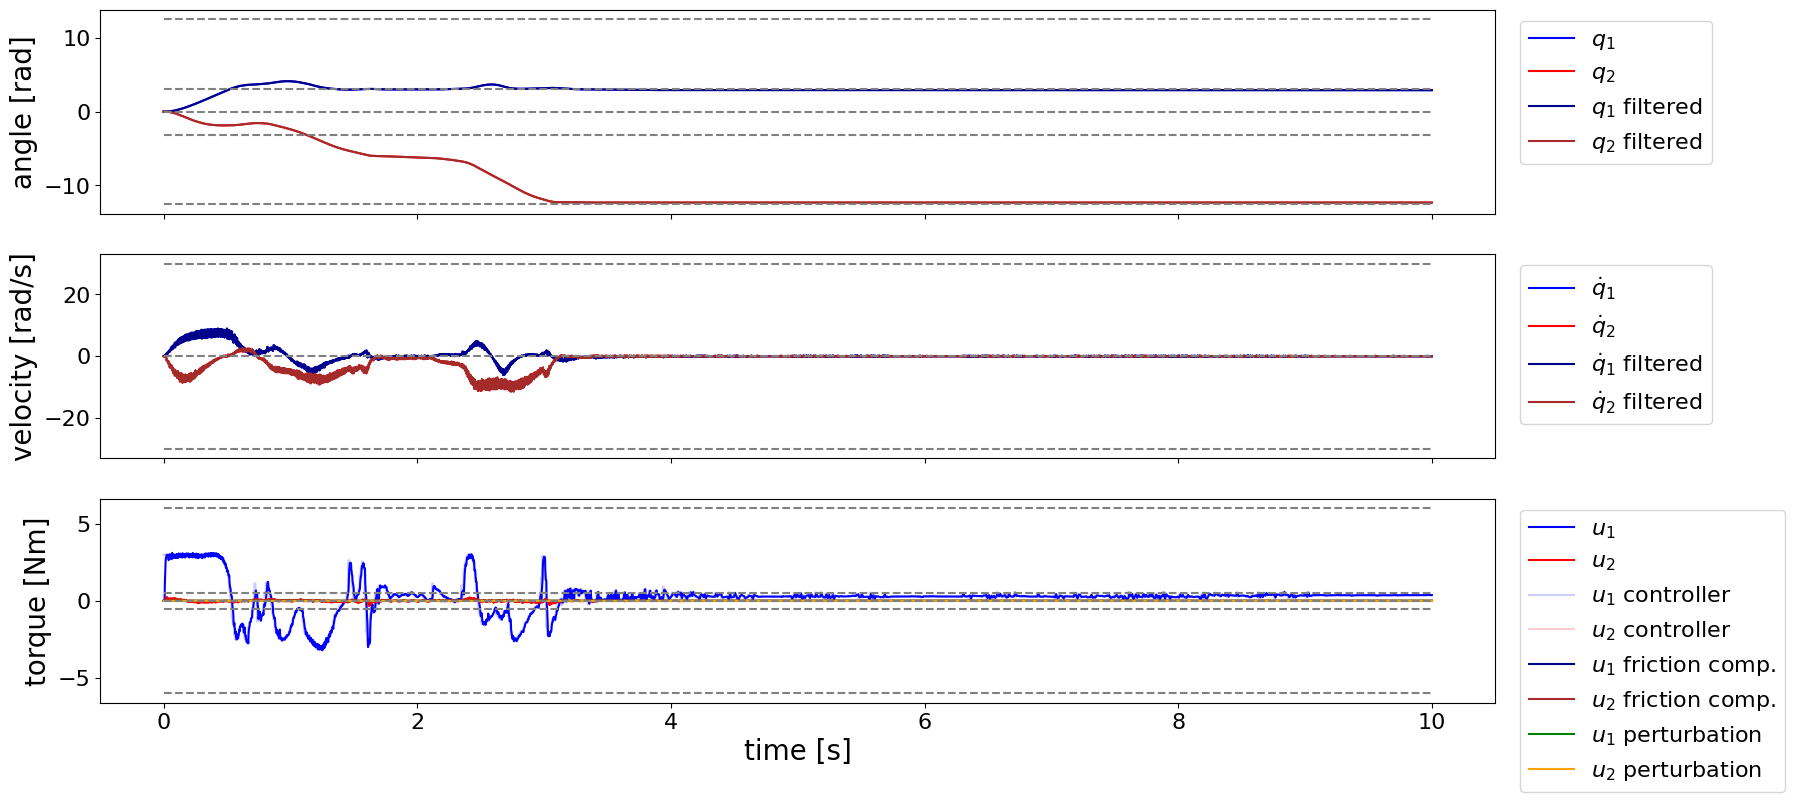 angle [rad]
10
0
−10
q₁
q₂
q₁ filtered
q₂ filtered
velocity [rad/s]
20
0
−20
q̇₁
q̇₂
q̇₁ filtered
q̇₂ filtered
torque [Nm]
5
0
−5
0
2
4
6
8
10
time [s]
u₁
u₂
u₁ controller
u₂ controller
u₁ friction comp.
u₂ friction comp.
u₁ perturbation
u₂ perturbation